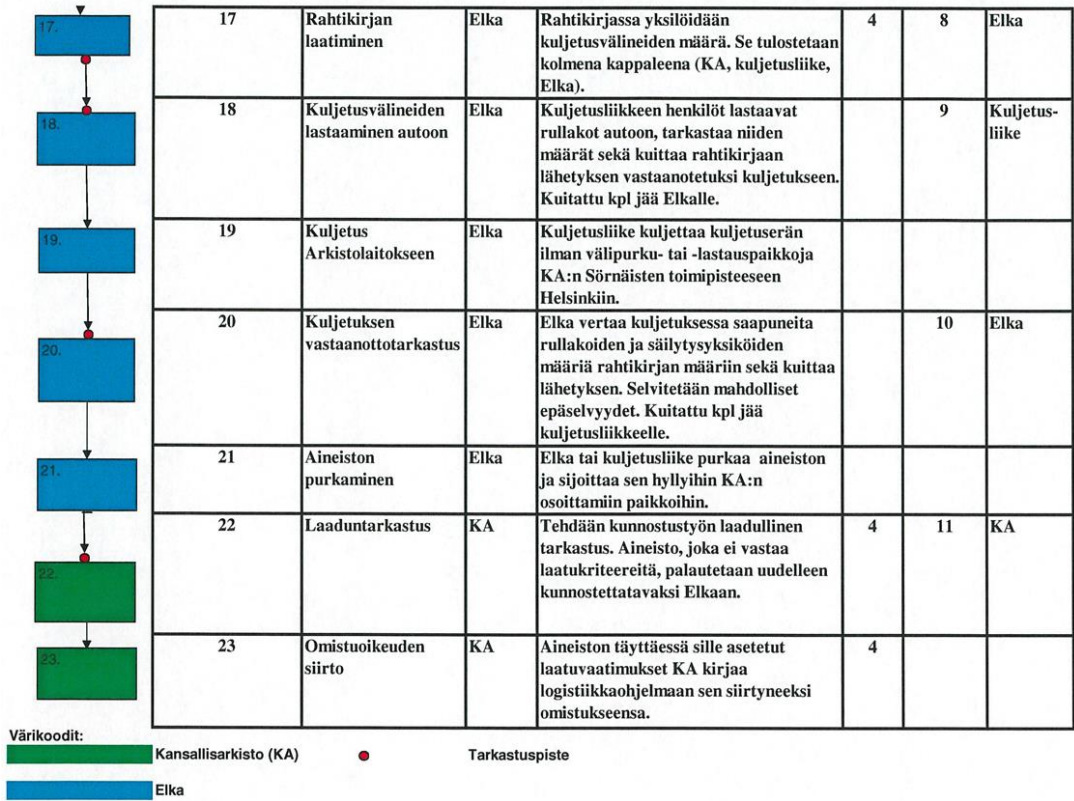 17.
17 Rahtikirjan Elka Rahtikirjassa yksilöidään 4 8 Elka
laatiminen kuljetusvälineiden määrä. Se tulostetaan
kolmena kappaleena (KA, kuljetusliike,
Elka).
18.
18 Kuljetusvälineiden Elka Kuljetusliikkeen henkilöt lastaavat 9 Kuljetus-
lastaaminen autoon rullakot autoon, tarkastaa niiden liike
määrät sekä kuittaa rahtikirjaan
lähetyksen vastaanotetuksi kuljetukseen.
Kuitattu kpl jää Elkalle.
19.
19 Kuljetus Elka Kuljetusliike kuljettaa kuljetuserän
Arkistolaitokseen ilman välipurku- tai -lastauspaikkoja
KA:n Sörnäisten toimipisteeseen
Helsinkiin.
20.
20 Kuljetuksen Elka Elka vertaa kuljetuksessa saapuneita 10 Elka
vastaanottotarkastus rullakoiden ja säilytysyksiköiden
määriä rahtikirjan määriin sekä kuittaa
lähetyksen. Selvitetään mahdolliset
epäselvyydet. Kuitattu kpl jää
kuljetusliikkeelle.
21.
21 Aineiston Elka Elka tai kuljetusliike purkaa aineiston
purkaminen ja sijoittaa sen hyllyihin KA:n
osoittamiin paikkoihin.
22.
22 Laaduntarkastus KA Tehdään kunnostustyön laadullinen 4 11 KA
tarkastus. Aineisto, joka ei vastaa
laatukriteereitä, palautetaan uudelleen
kunnostettatavaksi Elkaan.
23.
23 Omistuoikeuden KA Aineiston täyttäessä sille asetetut 4
siirto laatuvaatimukset KA kirjaa
logistiikkaohjelmaan sen siirtyneeksi
omistukseensa.
Värikoodit:
Kansallisarkisto (KA) Tarkastuspiste
Elka